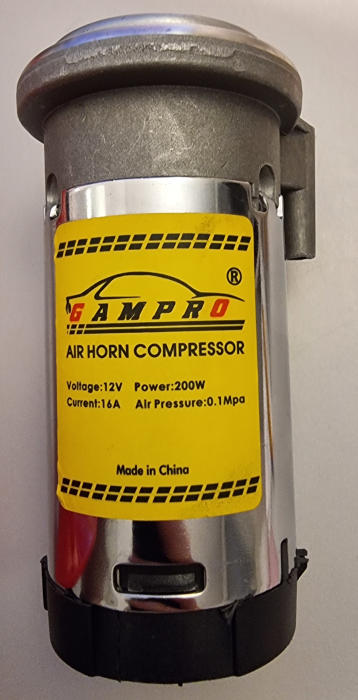 ®
GAMPRO
AIR HORN COMPRESSOR
Voltage:12V Power:200W
Current:16A Air Pressure:0.1Mpa
Made in China